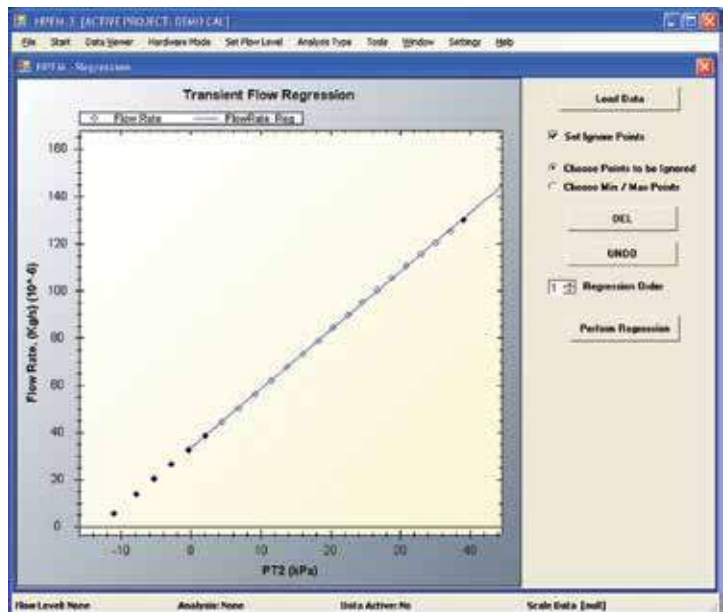 [ACTIVE PROJECT: DEMO CAL]
File Start Data Viewer Hardware Mode Set Flow Level Analysis Type Tools Window Settings Help
Regression
Transient Flow Regression
Flow Rate FlowRate_Reg
Load Data
Set Ignore Points
Choose Points to be Ignored
Choose Min / Max Points
DEL
UNDO
1 Regression Order
Perform Regression
Flow Rate, (Kg/s) (10^-6)
160
140
120
100
80
60
40
20
0
-10 0 10 20 30 40
PT2 (kPa)
Flow Level: None Analysis: None Data Active: No Scale Data [null]